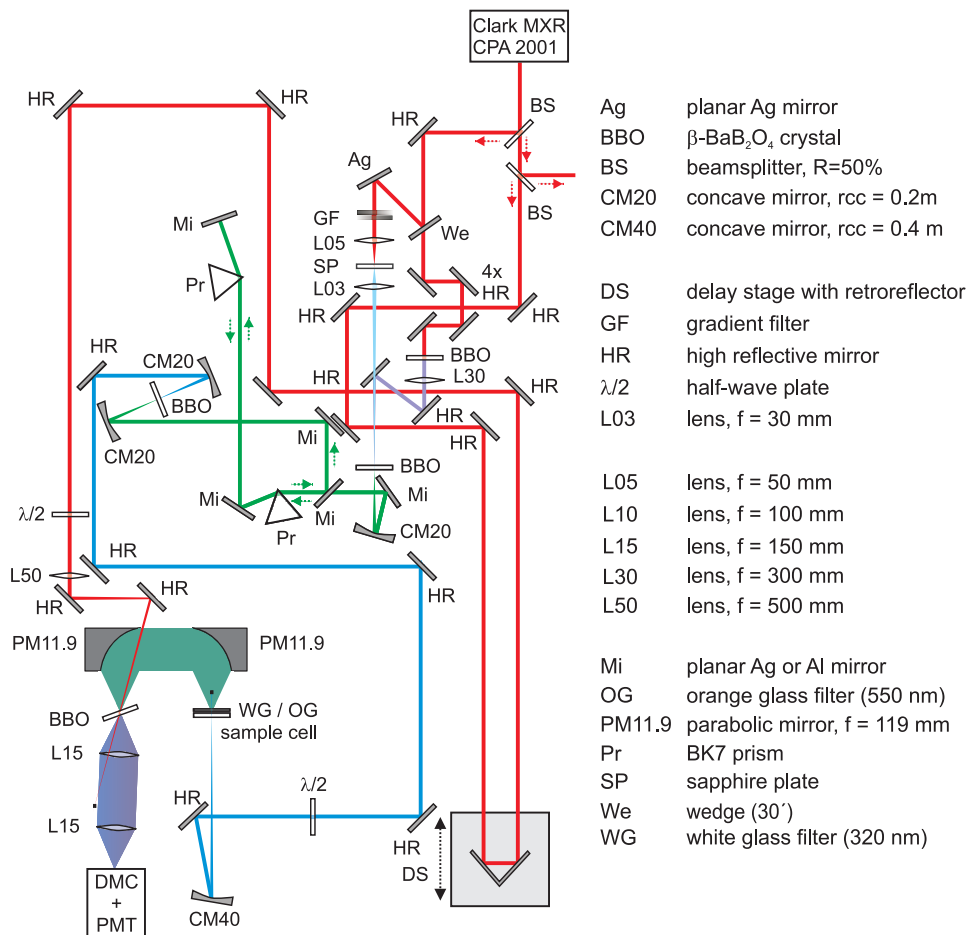 Clark MXR
CPA 2001
HR
HR
HR
BS
BS
Ag
GF
L05
SP
L03
We
4x
HR
Mi
Pr
HR
HR
HR
CM20
BBO
CM20
BBO
L30
HR
HR
HR
HR
Mi
BBO
Mi
Mi
Mi
Pr
CM20
λ/2
L50
HR
HR
HR
HR
PM11.9
PM11.9
BBO
WG / OG
sample cell
L15
λ/2
HR
L15
HR
DS
DMC
+
PMT
CM40
Ag planar Ag mirror
BBO β-BaB₂O₄ crystal
BS beamsplitter, R=50%
CM20 concave mirror, rcc = 0.2m
CM40 concave mirror, rcc = 0.4 m
DS delay stage with retroreflector
GF gradient filter
HR high reflective mirror
λ/2 half-wave plate
L03 lens, f = 30 mm
L05 lens, f = 50 mm
L10 lens, f = 100 mm
L15 lens, f = 150 mm
L30 lens, f = 300 mm
L50 lens, f = 500 mm
Mi planar Ag or Al mirror
OG orange glass filter (550 nm)
PM11.9 parabolic mirror, f = 119 mm
Pr BK7 prism
SP sapphire plate
We wedge (30´)
WG white glass filter (320 nm)